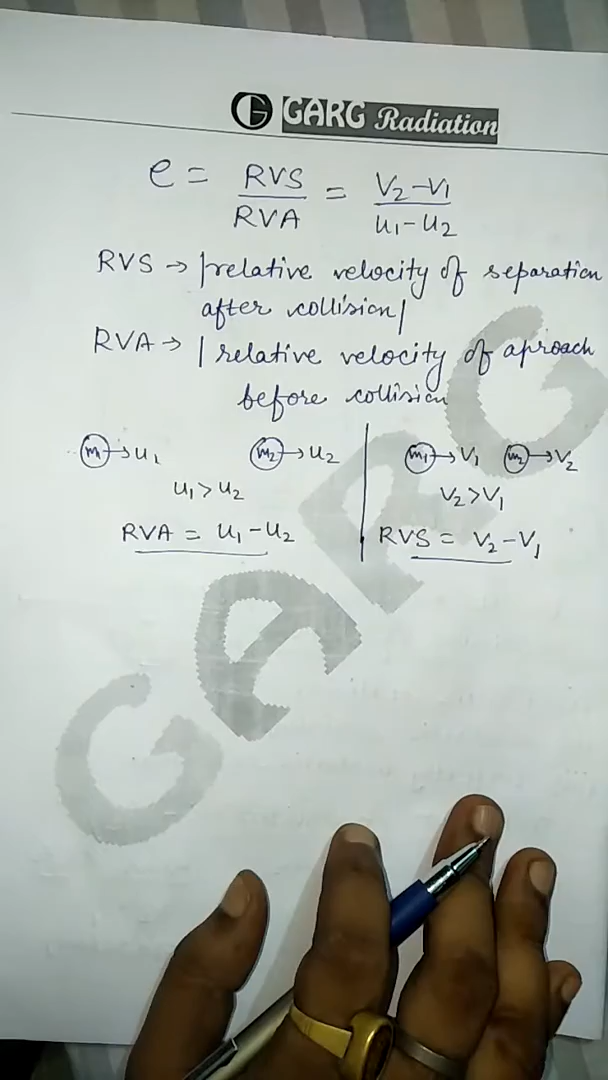 G GARG Radiation
e = RVS / RVA = V2-V1 / u1-u2
RVS → |relative velocity of separation
after collision|
RVA → | relative velocity of aproach
before collision
m1 → u1 m2 → u2 m1 → V1 m2 → V2
u1 > u2 V2 > V1
RVA = u1-u2 RVS = V2-V1
GARG